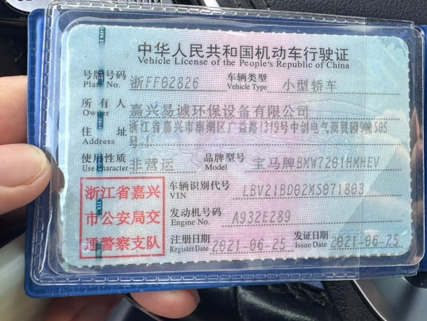 中华人民共和国机动车行驶证
Vehicle License of the People's Republic of China
号牌号码 浙FF02826 车辆类型 小型轿车
Plate No. Vehicle Type
所有人 嘉兴易诚环保设备有限公司
Owner
住址 浙江省嘉兴市南湖区广益路1319号中创电气商贸园9幢505
Address
使用性质 非营运 品牌型号 宝马牌BMW7201HMHEV
Use Character Model
浙江省嘉兴 车辆识别代号 LBV21BD02MS071803
VIN
市公安局交 发动机号码 A932E289
Engine No.
通警察支队 注册日期 2021-06-25 发证日期 2021-06-25
Register Date Issue Date